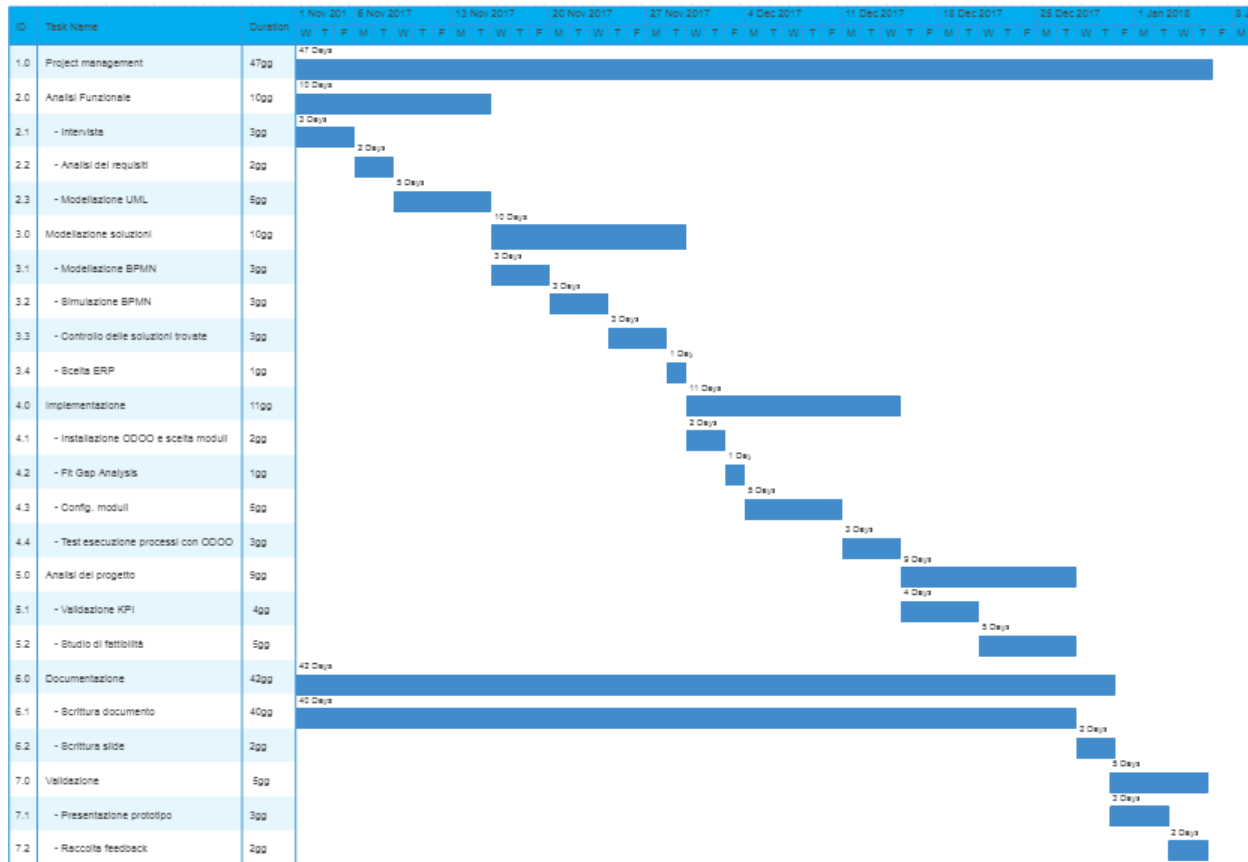 1 Nov 201 6 Nov 2017 13 Nov 2017 20 Nov 2017 27 Nov 2017 4 Dec 2017 11 Dec 2017 18 Dec 2017 25 Dec 2017 1 Jan 2018 8 J
ID Task Name Duration
W T F M T W T F M T W T F M T W T F M T W T F M T W T F M T W T F M T W T F M T W T F M T W T F M
47 Days
1.0 Project management 47gg
10 Days
2.0 Analisi Funzionale 10gg
3 Days
2.1 - Intervista 3gg
2 Days
2.2 - Analisi dei requisiti 2gg
5 Days
2.3 - Modellazione UML 5gg
10 Days
3.0 Modellazione soluzioni 10gg
3 Days
3.1 - Modellazione BPMN 3gg
3 Days
3.2 - Simulazione BPMN 3gg
3 Days
3.3 - Controllo delle soluzioni trovate 3gg
1 Day
3.4 - Scelta ERP 1gg
11 Days
4.0 Implementazione 11gg
2 Days
4.1 - Installazione ODOO e scelta moduli 2gg
1 Day
4.2 - Fit Gap Analysis 1gg
5 Days
4.3 - Config. moduli 5gg
3 Days
4.4 - Test esecuzione processi con ODOO 3gg
9 Days
5.0 Analisi del progetto 9gg
4 Days
5.1 - Validazione KPI 4gg
5 Days
5.2 - Studio di fattibilità 5gg
42 Days
6.0 Documentazione 42gg
40 Days
6.1 - Scrittura documento 40gg
2 Days
6.2 - Scrittura slide 2gg
5 Days
7.0 Validazione 5gg
3 Days
7.1 - Presentazione prototipo 3gg
2 Days
7.2 - Raccolta feedback 2gg